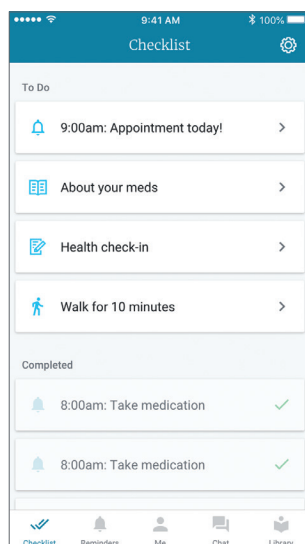 9:41 AM
100%
Checklist
To Do
9:00am: Appointment today!
About your meds
Health check-in
Walk for 10 minutes
Completed
8:00am: Take medication
8:00am: Take medication
Checklist
Reminders
Me
Chat
Library